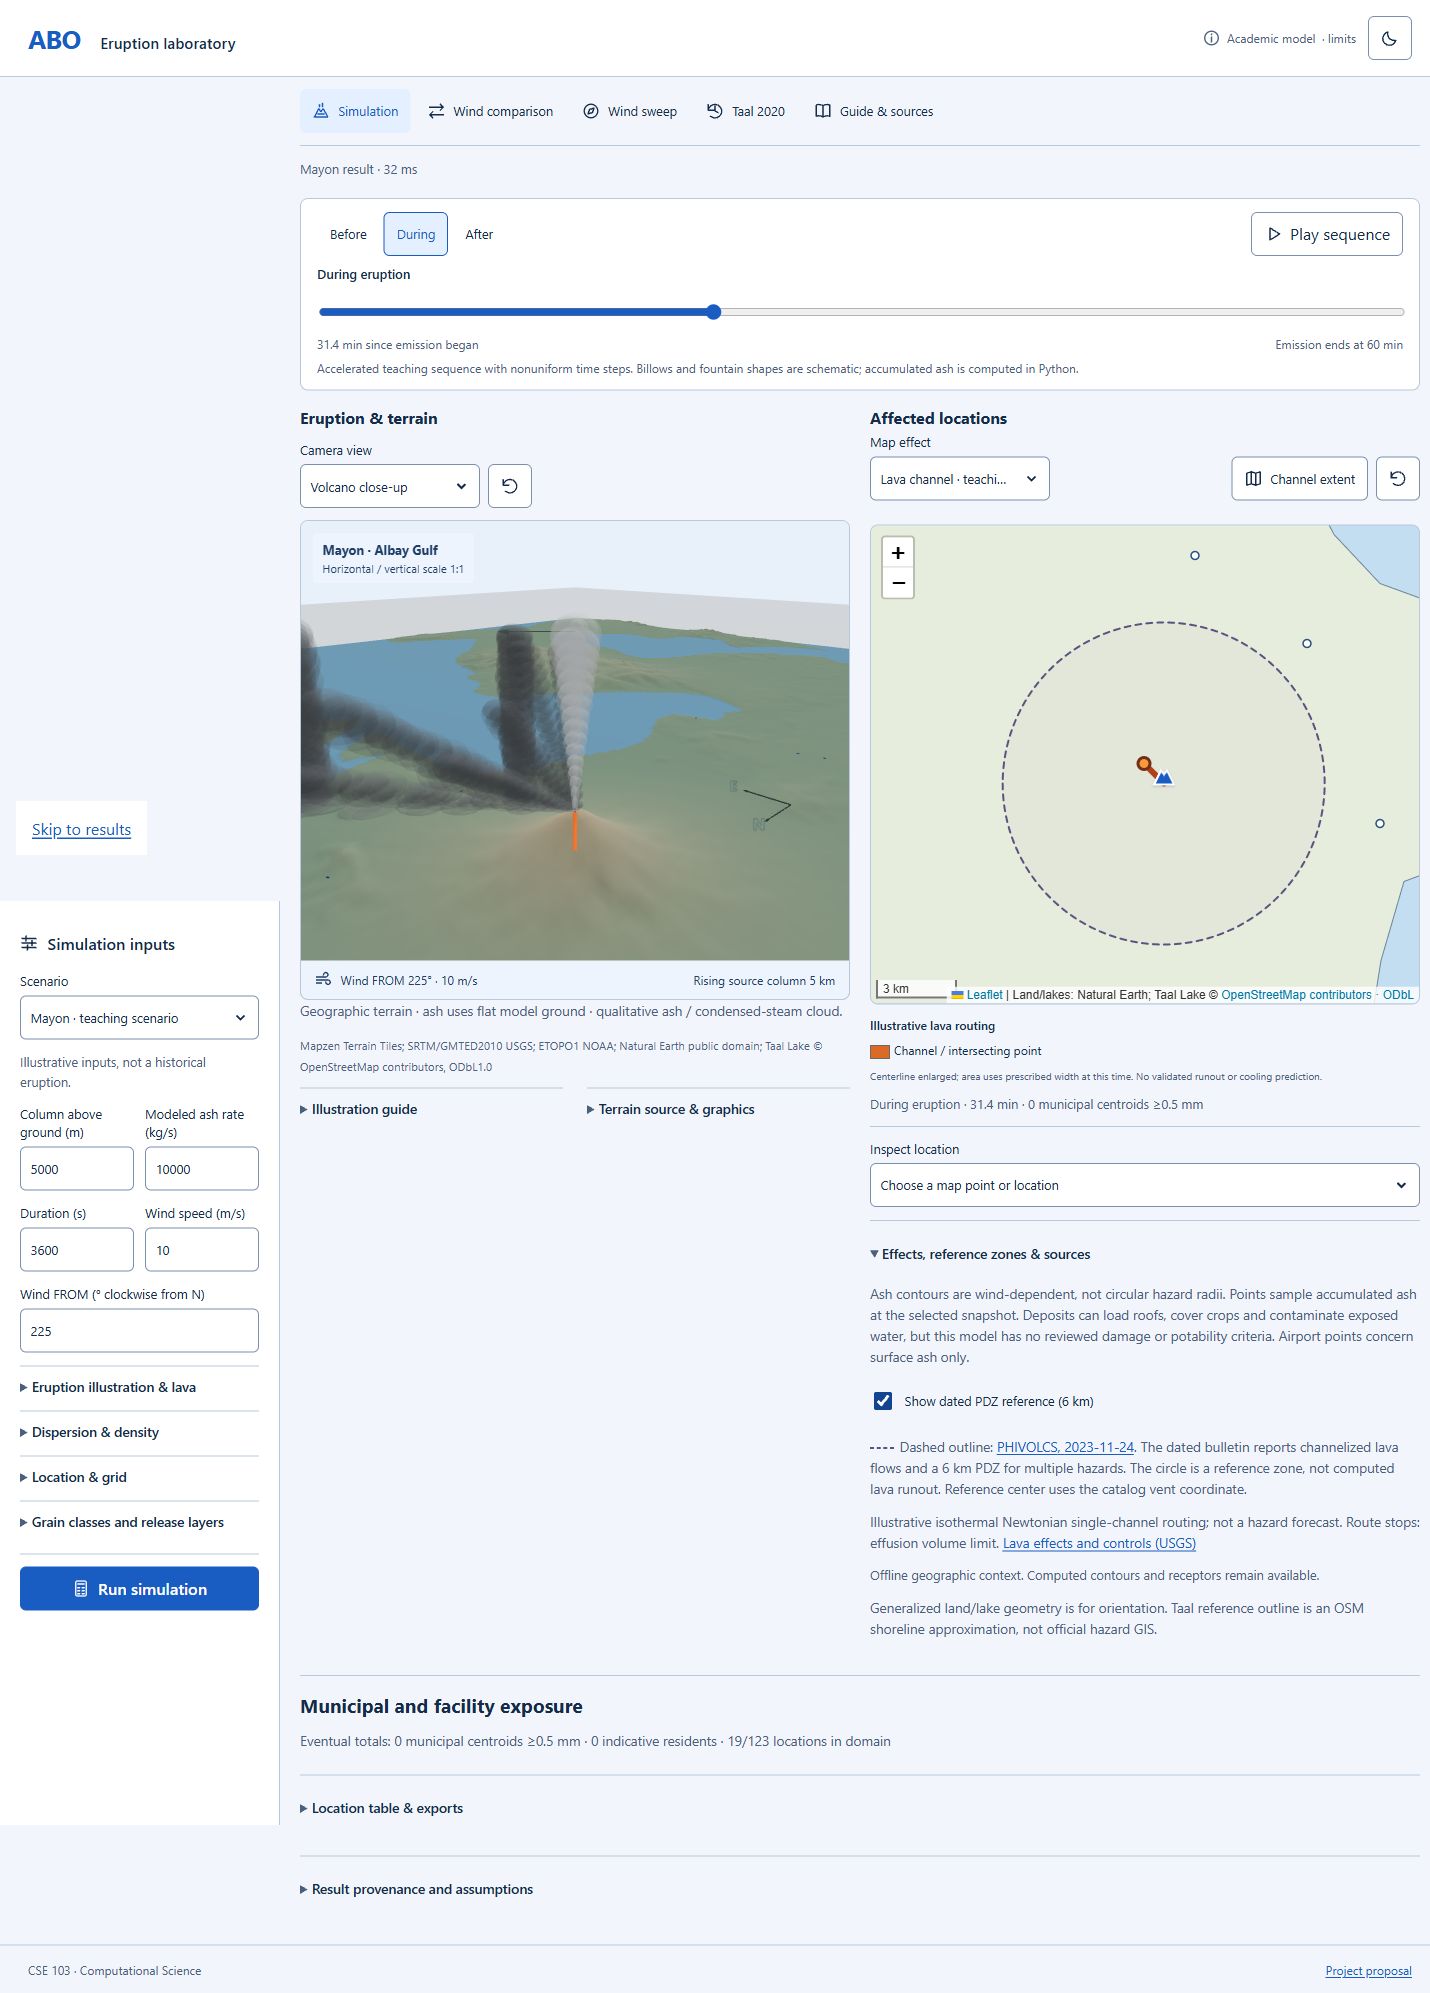 ABO
Eruption laboratory
Academic model · limits
Simulation
Wind comparison
Wind sweep
Taal 2020
Guide & sources
Mayon result · 32 ms
Before
During
After
Play sequence
During eruption
31.4 min since emission began
Emission ends at 60 min
Accelerated teaching sequence with nonuniform time steps. Billows and fountain shapes are schematic; accumulated ash is computed in Python.
Eruption & terrain
Camera view
Volcano close-up
Mayon · Albay Gulf
Horizontal / vertical scale 1:1
E
N
Wind FROM 225° · 10 m/s
Rising source column 5 km
Geographic terrain · ash uses flat model ground · qualitative ash / condensed-steam cloud.
Mapzen Terrain Tiles; SRTM/GMTED2010 USGS; ETOPO1 NOAA; Natural Earth public domain; Taal Lake ©
OpenStreetMap contributors, ODbL1.0
Illustration guide
Terrain source & graphics
Affected locations
Map effect
Lava channel · teachi...
Channel extent
+
−
3 km
Leaflet | Land/lakes: Natural Earth; Taal Lake © OpenStreetMap contributors · ODbL
Illustrative lava routing
Channel / intersecting point
Centerline enlarged; area uses prescribed width at this time. No validated runout or cooling prediction.
During eruption · 31.4 min · 0 municipal centroids ≥0.5 mm
Inspect location
Choose a map point or location
Effects, reference zones & sources
Ash contours are wind-dependent, not circular hazard radii. Points sample accumulated ash
at the selected snapshot. Deposits can load roofs, cover crops and contaminate exposed
water, but this model has no reviewed damage or potability criteria. Airport points concern
surface ash only.
Show dated PDZ reference (6 km)
Dashed outline: PHIVOLCS, 2023-11-24. The dated bulletin reports channelized lava
flows and a 6 km PDZ for multiple hazards. The circle is a reference zone, not computed
lava runout. Reference center uses the catalog vent coordinate.
Illustrative isothermal Newtonian single-channel routing; not a hazard forecast. Route stops:
effusion volume limit. Lava effects and controls (USGS)
Offline geographic context. Computed contours and receptors remain available.
Generalized land/lake geometry is for orientation. Taal reference outline is an OSM
shoreline approximation, not official hazard GIS.
Skip to results
Simulation inputs
Scenario
Mayon · teaching scenario
Illustrative inputs, not a historical
eruption.
Column above
ground (m)
Modeled ash rate
(kg/s)
5000
10000
Duration (s)
Wind speed (m/s)
3600
10
Wind FROM (° clockwise from N)
225
Eruption illustration & lava
Dispersion & density
Location & grid
Grain classes and release layers
Run simulation
Municipal and facility exposure
Eventual totals: 0 municipal centroids ≥0.5 mm · 0 indicative residents · 19/123 locations in domain
Location table & exports
Result provenance and assumptions
CSE 103 · Computational Science
Project proposal